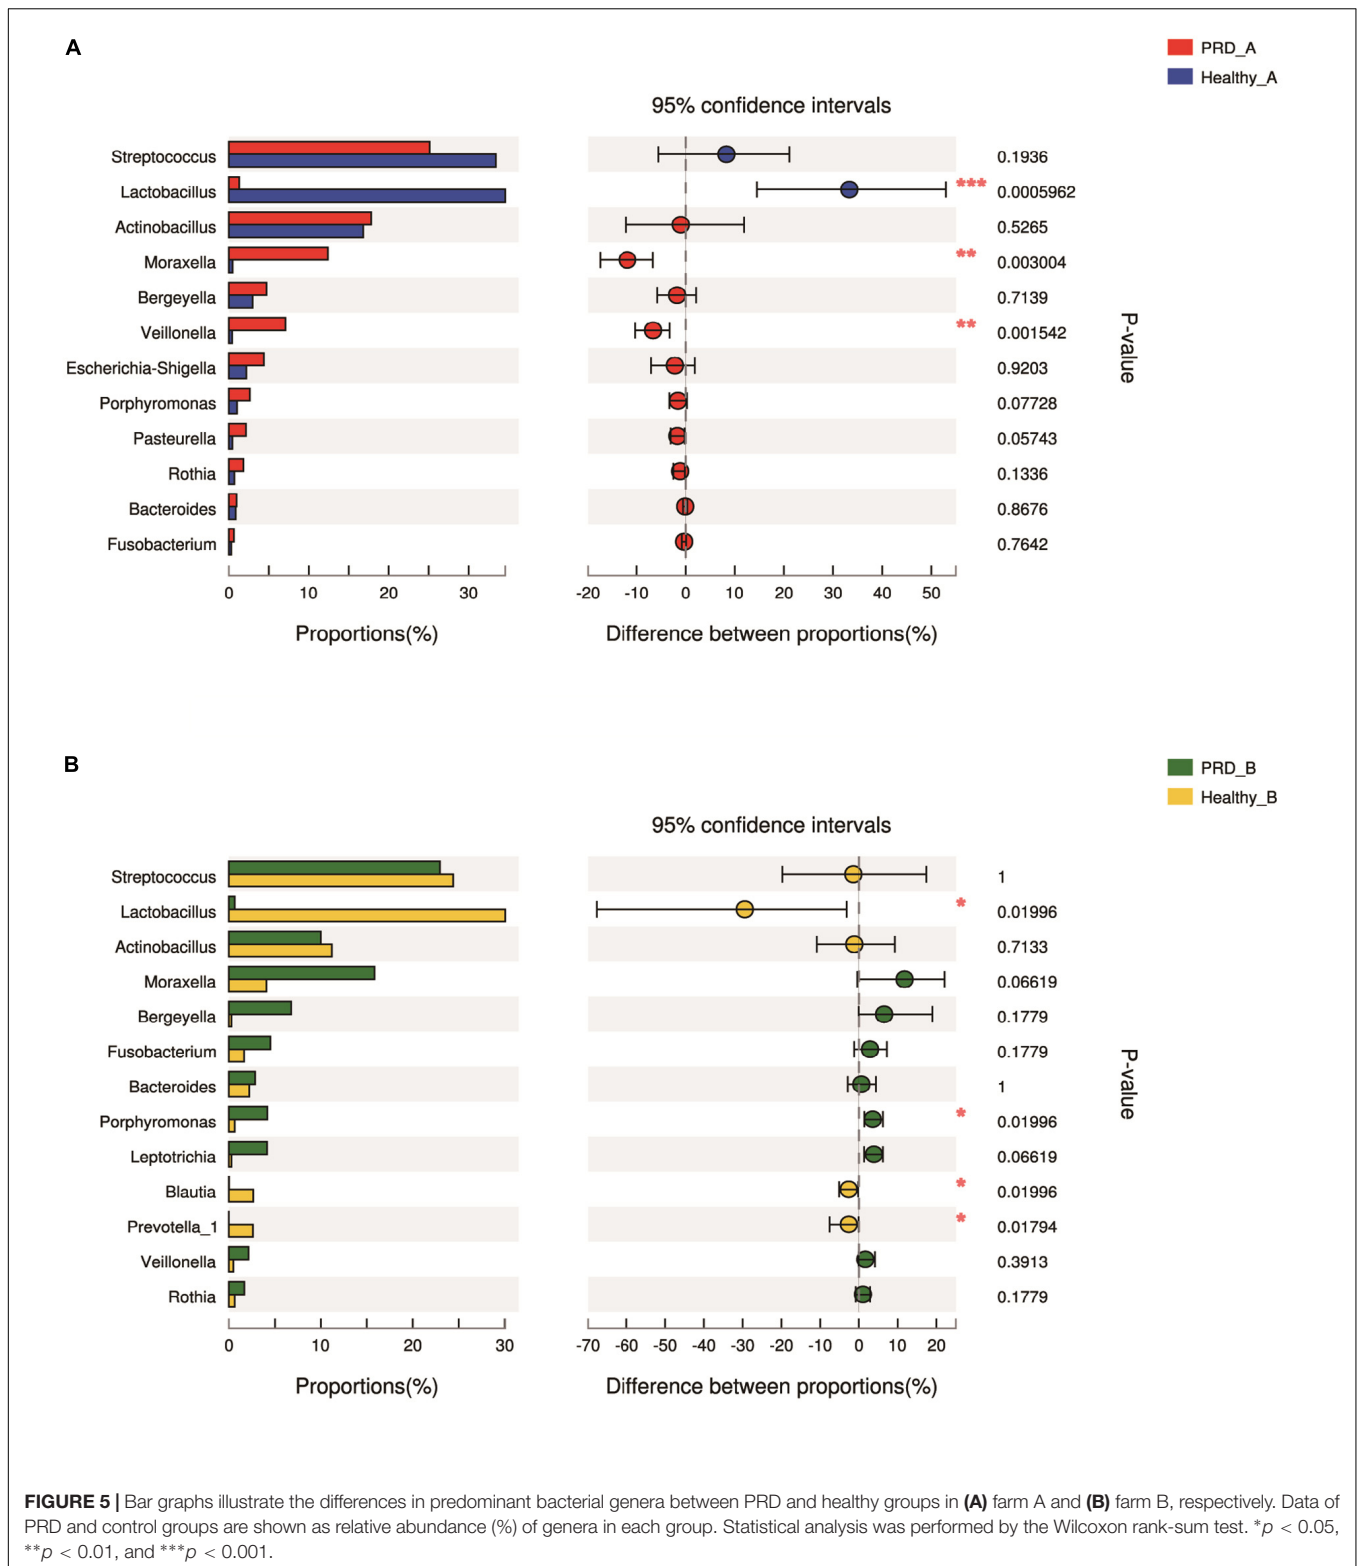 A
PRD_A
Healthy_A
95% confidence intervals
Streptococcus 0.1936
Lactobacillus *** 0.0005962
Actinobacillus 0.5265
Moraxella ** 0.003004
Bergeyella 0.7139
Veillonella ** 0.001542
Escherichia-Shigella 0.9203
Porphyromonas 0.07728
Pasteurella 0.05743
Rothia 0.1336
Bacteroides 0.8676
Fusobacterium 0.7642
P-value
0 10 20 30 -20 -10 0 10 20 30 40 50
Proportions(%) Difference between proportions(%)
B
PRD_B
Healthy_B
95% confidence intervals
Streptococcus 1
Lactobacillus * 0.01996
Actinobacillus 0.7133
Moraxella 0.06619
Bergeyella 0.1779
Fusobacterium 0.1779
Bacteroides 1
Porphyromonas * 0.01996
Leptotrichia 0.06619
Blautia * 0.01996
Prevotella_1 * 0.01794
Veillonella 0.3913
Rothia 0.1779
P-value
0 10 20 30 -70 -60 -50 -40 -30 -20 -10 0 10 20
Proportions(%) Difference between proportions(%)
FIGURE 5 | Bar graphs illustrate the differences in predominant bacterial genera between PRD and healthy groups in (A) farm A and (B) farm B, respectively. Data of
PRD and control groups are shown as relative abundance (%) of genera in each group. Statistical analysis was performed by the Wilcoxon rank-sum test. *p < 0.05,
**p < 0.01, and ***p < 0.001.